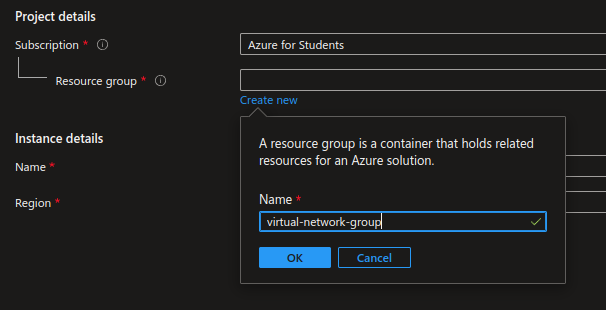 Project details
Subscription *
Azure for Students
Resource group *
Create new
A resource group is a container that holds related
resources for an Azure solution.
Name *
virtual-network-group
OK
Cancel
Instance details
Name *
Region *